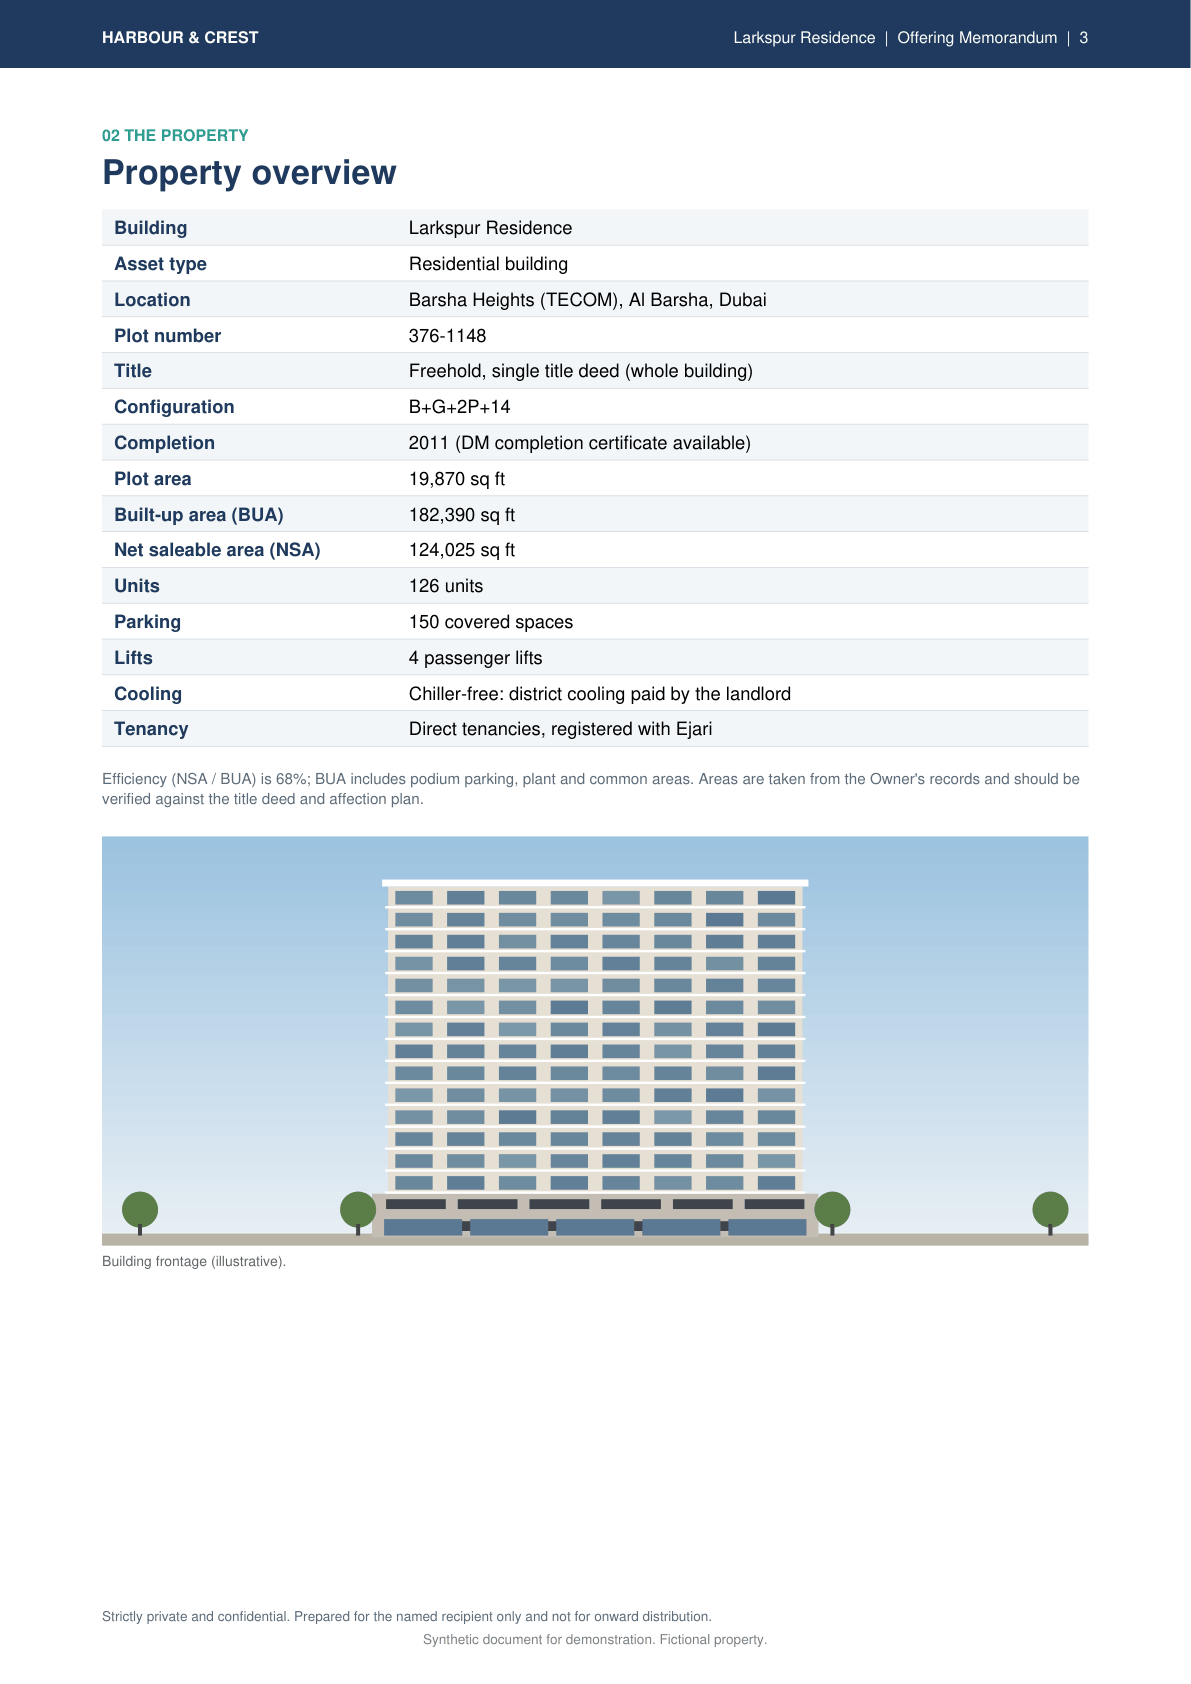 HARBOUR & CREST
Larkspur Residence | Offering Memorandum | 3
02 THE PROPERTY
Property overview
Building Larkspur Residence
Asset type Residential building
Location Barsha Heights (TECOM), Al Barsha, Dubai
Plot number 376-1148
Title Freehold, single title deed (whole building)
Configuration B+G+2P+14
Completion 2011 (DM completion certificate available)
Plot area 19,870 sq ft
Built-up area (BUA) 182,390 sq ft
Net saleable area (NSA) 124,025 sq ft
Units 126 units
Parking 150 covered spaces
Lifts 4 passenger lifts
Cooling Chiller-free: district cooling paid by the landlord
Tenancy Direct tenancies, registered with Ejari
Efficiency (NSA / BUA) is 68%; BUA includes podium parking, plant and common areas. Areas are taken from the Owner's records and should be
verified against the title deed and affection plan.
Building frontage (illustrative).
Strictly private and confidential. Prepared for the named recipient only and not for onward distribution.
Synthetic document for demonstration. Fictional property.